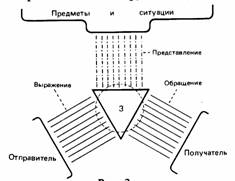 Предметы и ситуации
Представление
Выражение
Обращение
З
Отправитель
Получатель